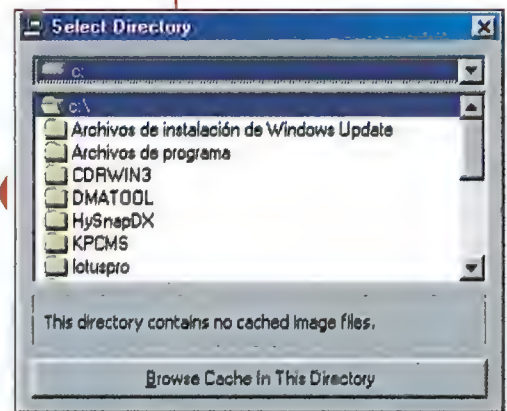 Select Directory
c:
c:\
Archivos de instalación de Windows Update
Archivos de programa
CDRWIN3
DMATOOL
HySnapDX
KPCMS
lotuspro
This directory contains no cached image files.
Browse Cache In This Directory